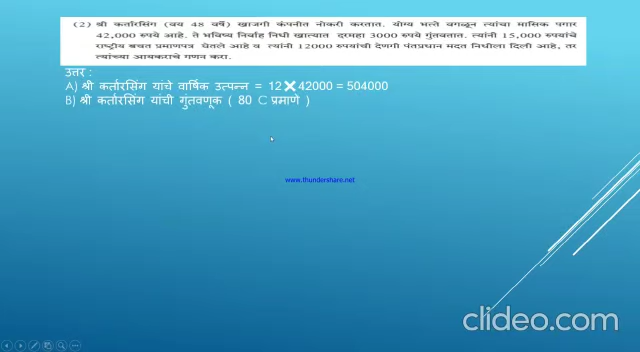 (2) श्री कर्तारसिंग (वय 48 वर्षे) खाजगी कंपनीत नोकरी करतात. योग्य भत्ते वगळून त्यांचा मासिक पगार
42,000 रुपये आहे. ते भविष्य निर्वाह निधी खात्यात दरमहा 3000 रुपये गुंतवतात. त्यांनी 15,000 रुपयांचे
राष्ट्रीय बचत प्रमाणपत्र घेतले आहे व त्यांनी 12000 रुपयांची देणगी पंतप्रधान मदत निधीला दिली आहे, तर
त्यांच्या आयकराचे गणन करा.
उत्तर :
A) श्री कर्तारसिंग यांचे वार्षिक उत्पन्न = 12 ✖ 42000 = 504000
B) श्री कर्तारसिंग यांची गुंतवणूक ( 80 C प्रमाणे )
www.thundershare.net
clideo.com